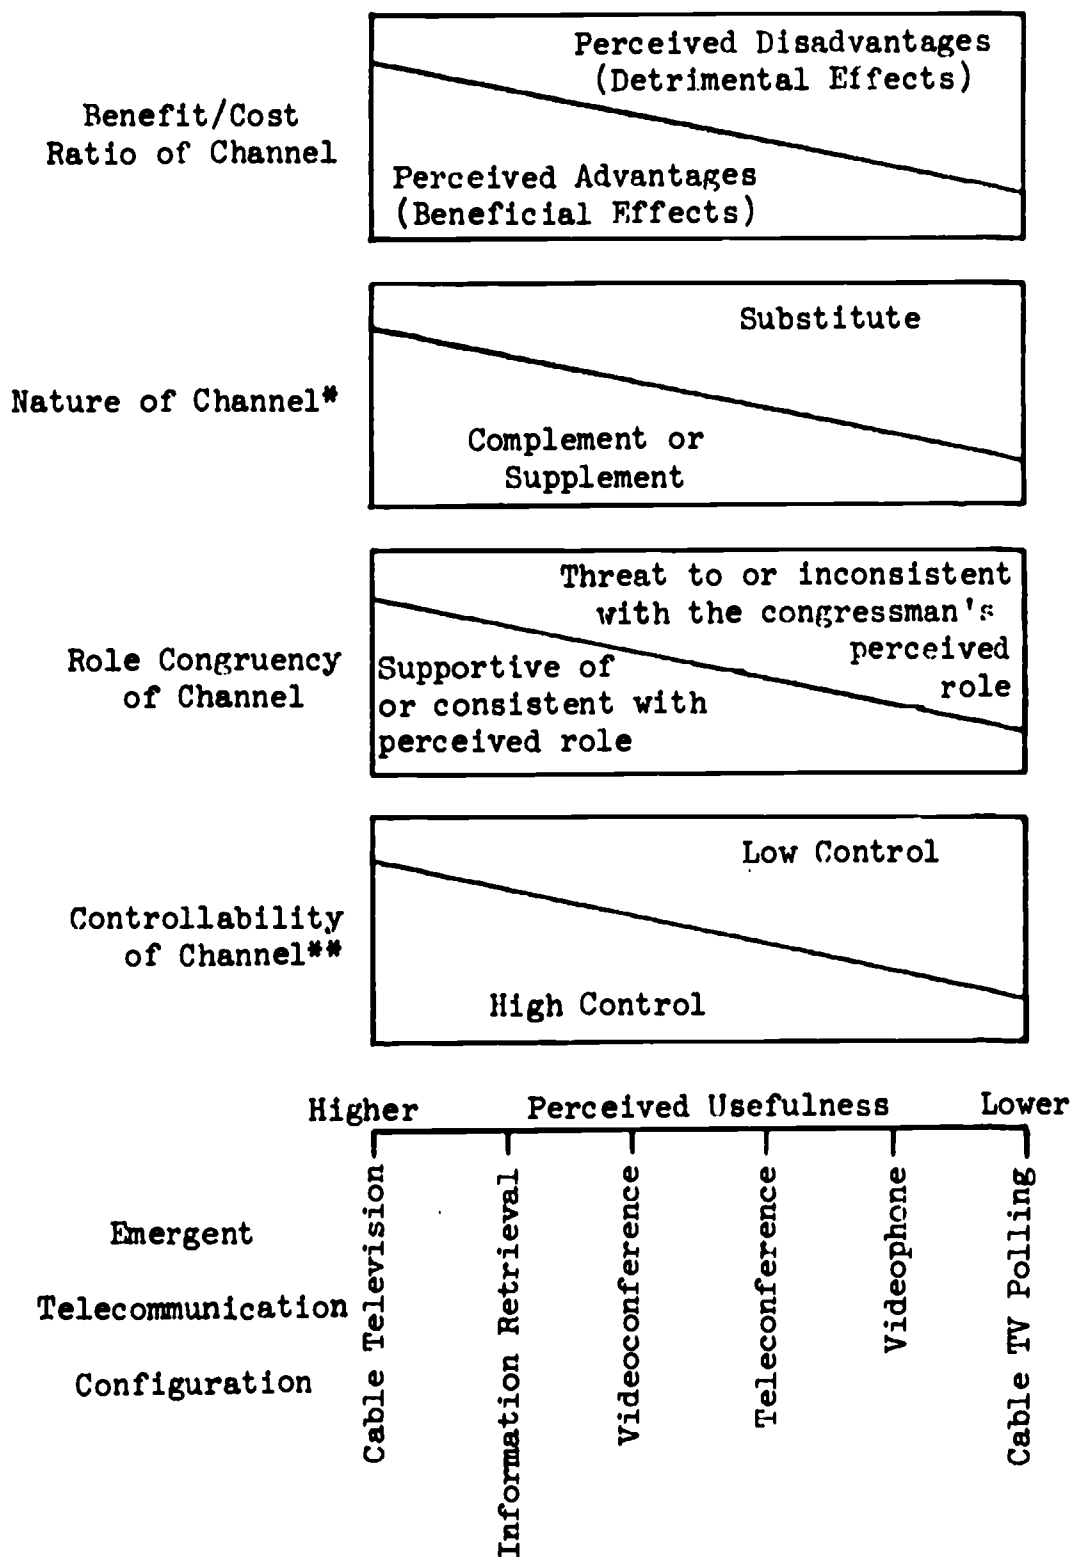 Perceived Disadvantages
(Detrimental Effects)
Benefit/Cost
Ratio of Channel
Perceived Advantages
(Beneficial Effects)
Substitute
Nature of Channel*
Complement or
Supplement
Threat to or inconsistent
with the congressman's
perceived
role
Role Congruency
of Channel
Supportive of
or consistent with
perceived role
Low Control
Controllability
of Channel**
High Control
Higher Perceived Usefulness Lower
Emergent
Telecommunication
Configuration
Cable Television
Information Retrieval
Videoconference
Teleconference
Videophone
Cable TV Polling